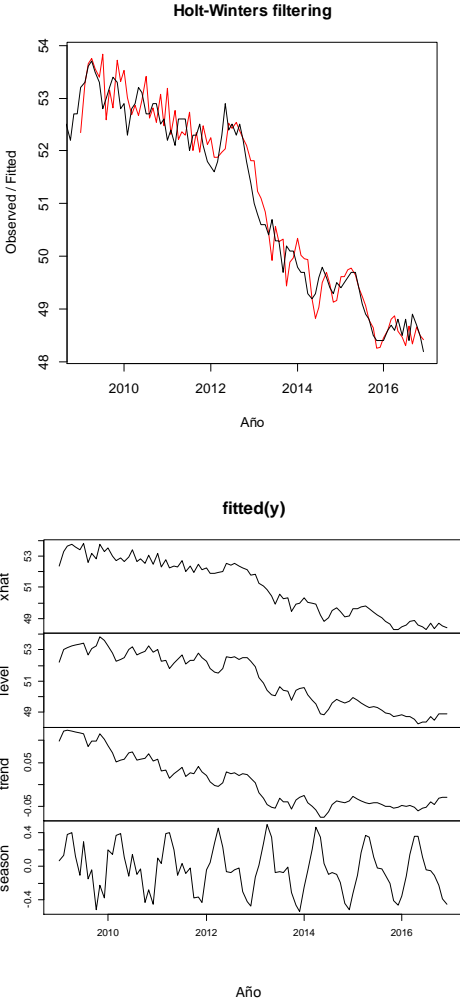 Holt-Winters filtering
Observed / Fitted
54
53
52
51
50
49
48
2010 2012 2014 2016
Año
fitted(y)
xhat
53
51
49
level
53
51
49
trend
0.05
-0.05
season
0.4
0.0
-0.4
2010 2012 2014 2016
Año